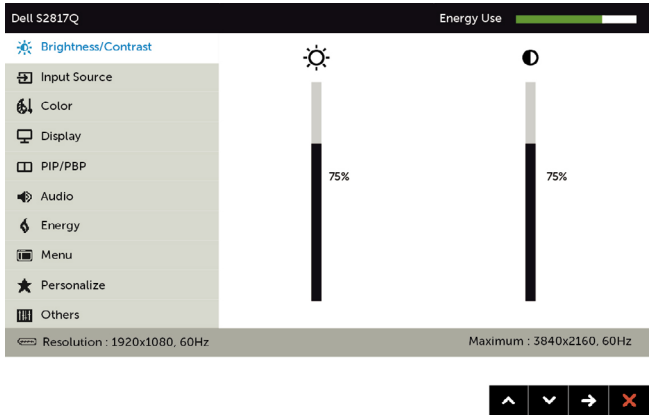 Dell S2817Q
Energy Use
Brightness/Contrast
Input Source
Color
Display
PIP/PBP
Audio
Energy
Menu
Personalize
Others
75%
75%
Resolution : 1920x1080, 60Hz
Maximum : 3840x2160, 60Hz